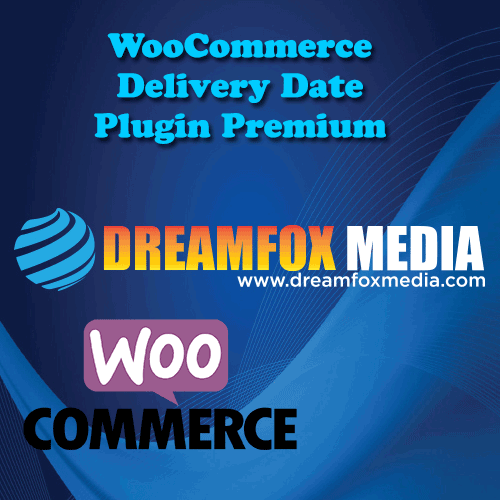 WooCommerce
Delivery Date
Plugin Premium
DREAMFOX MEDIA
www.dreamfoxmedia.com
WOO
COMMERCE